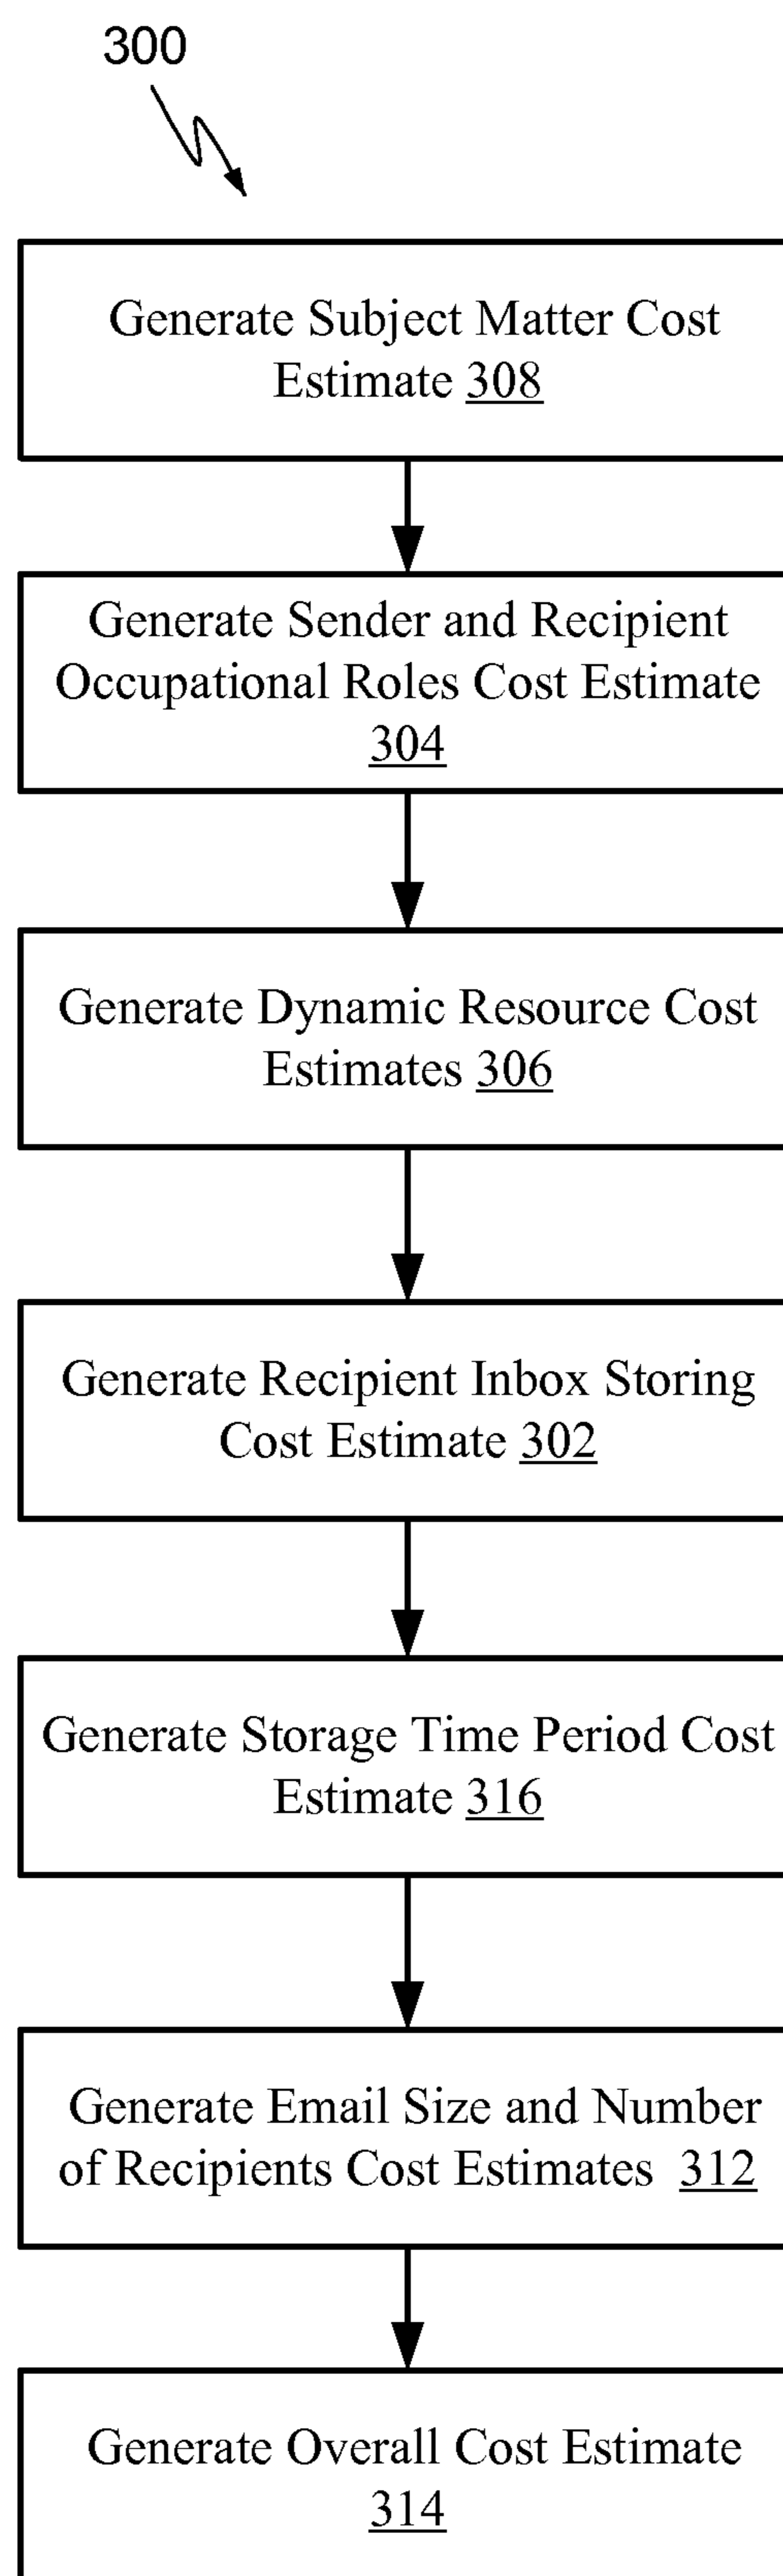 300
Generate Subject Matter Cost
Estimate 308
Generate Sender and Recipient
Occupational Roles Cost Estimate
304
Generate Dynamic Resource Cost
Estimates 306
Generate Recipient Inbox Storing
Cost Estimate 302
Generate Storage Time Period Cost
Estimate 316
Generate Email Size and Number
of Recipients Cost Estimates 312
Generate Overall Cost Estimate
314